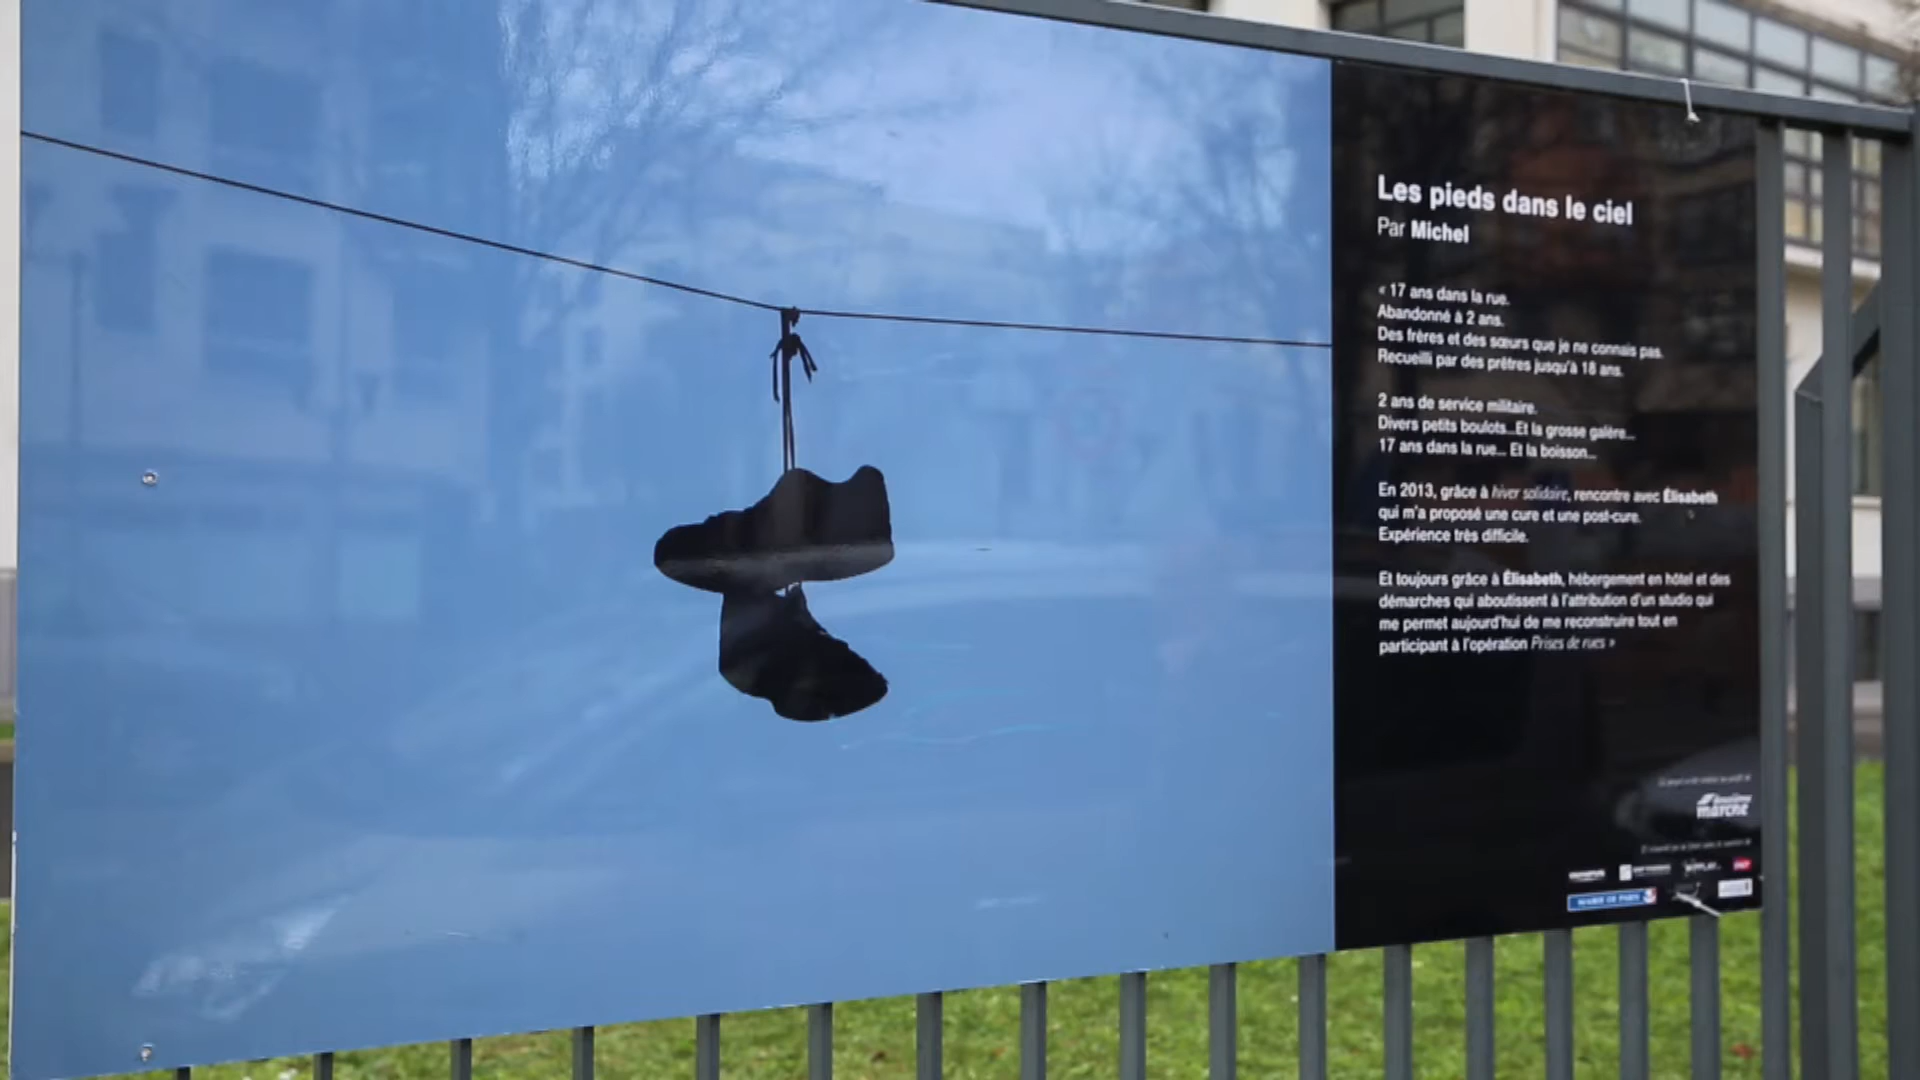 Les pieds dans le ciel
Par Michel
« 17 ans dans la rue.
Abandonné à 2 ans.
Des frères et des sœurs que je ne connais pas.
Recueilli par des prêtres jusqu'à 18 ans.
2 ans de service militaire.
Divers petits boulots...Et la grosse galère...
17 ans dans la rue... Et la boisson...
En 2013, grâce à hiver solidaire, rencontre avec Élisabeth
qui m'a proposé une cure et une post-cure.
Expérience très difficile.
Et toujours grâce à Élisabeth, hébergement en hôtel et des
démarches qui aboutissent à l'attribution d'un studio qui
me permet aujourd'hui de me reconstruire tout en
participant à l'opération Prises de rues »
marche
MAIRIE DE PARIS